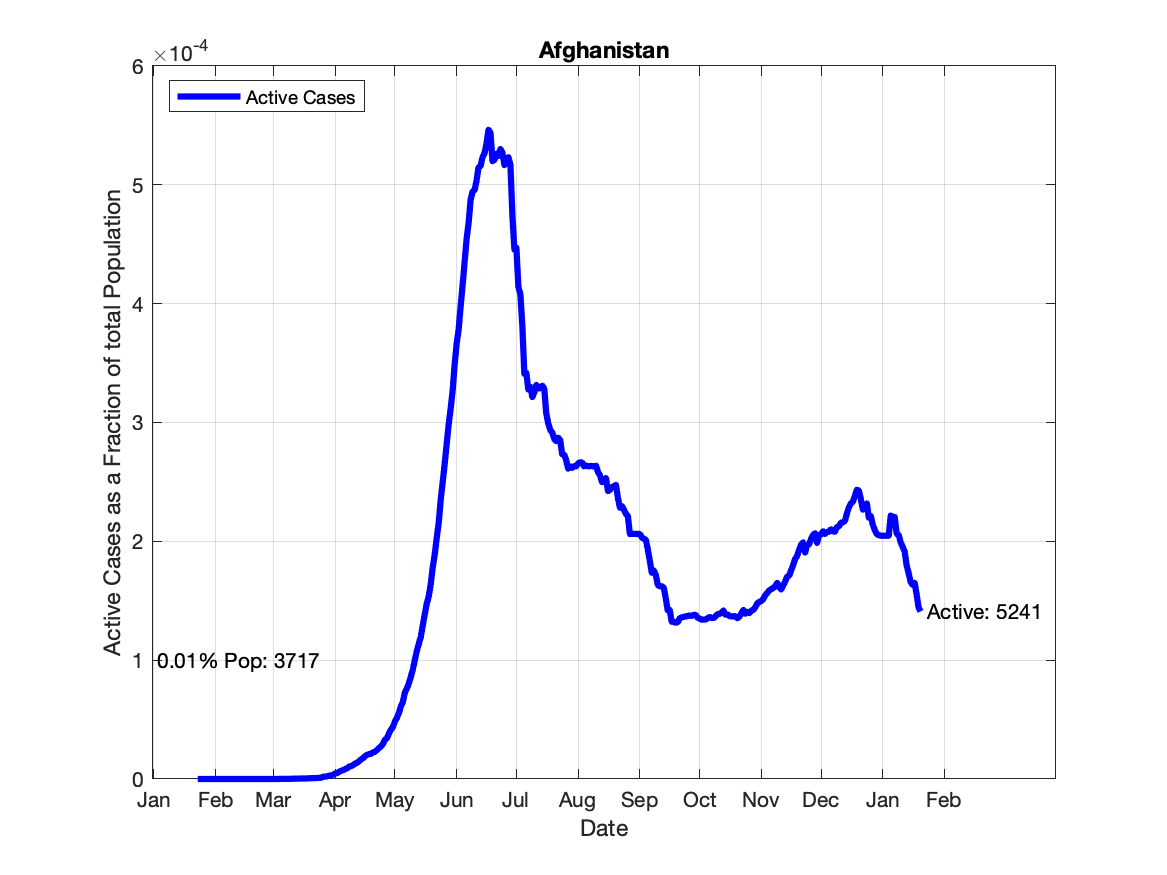 Afghanistan
×10-4
Active Cases
6
5
4
3
2
1
0
Active Cases as a Fraction of total Population
0.01% Pop: 3717
Active: 5241
Jan Feb Mar Apr May Jun Jul Aug Sep Oct Nov Dec Jan Feb
Date